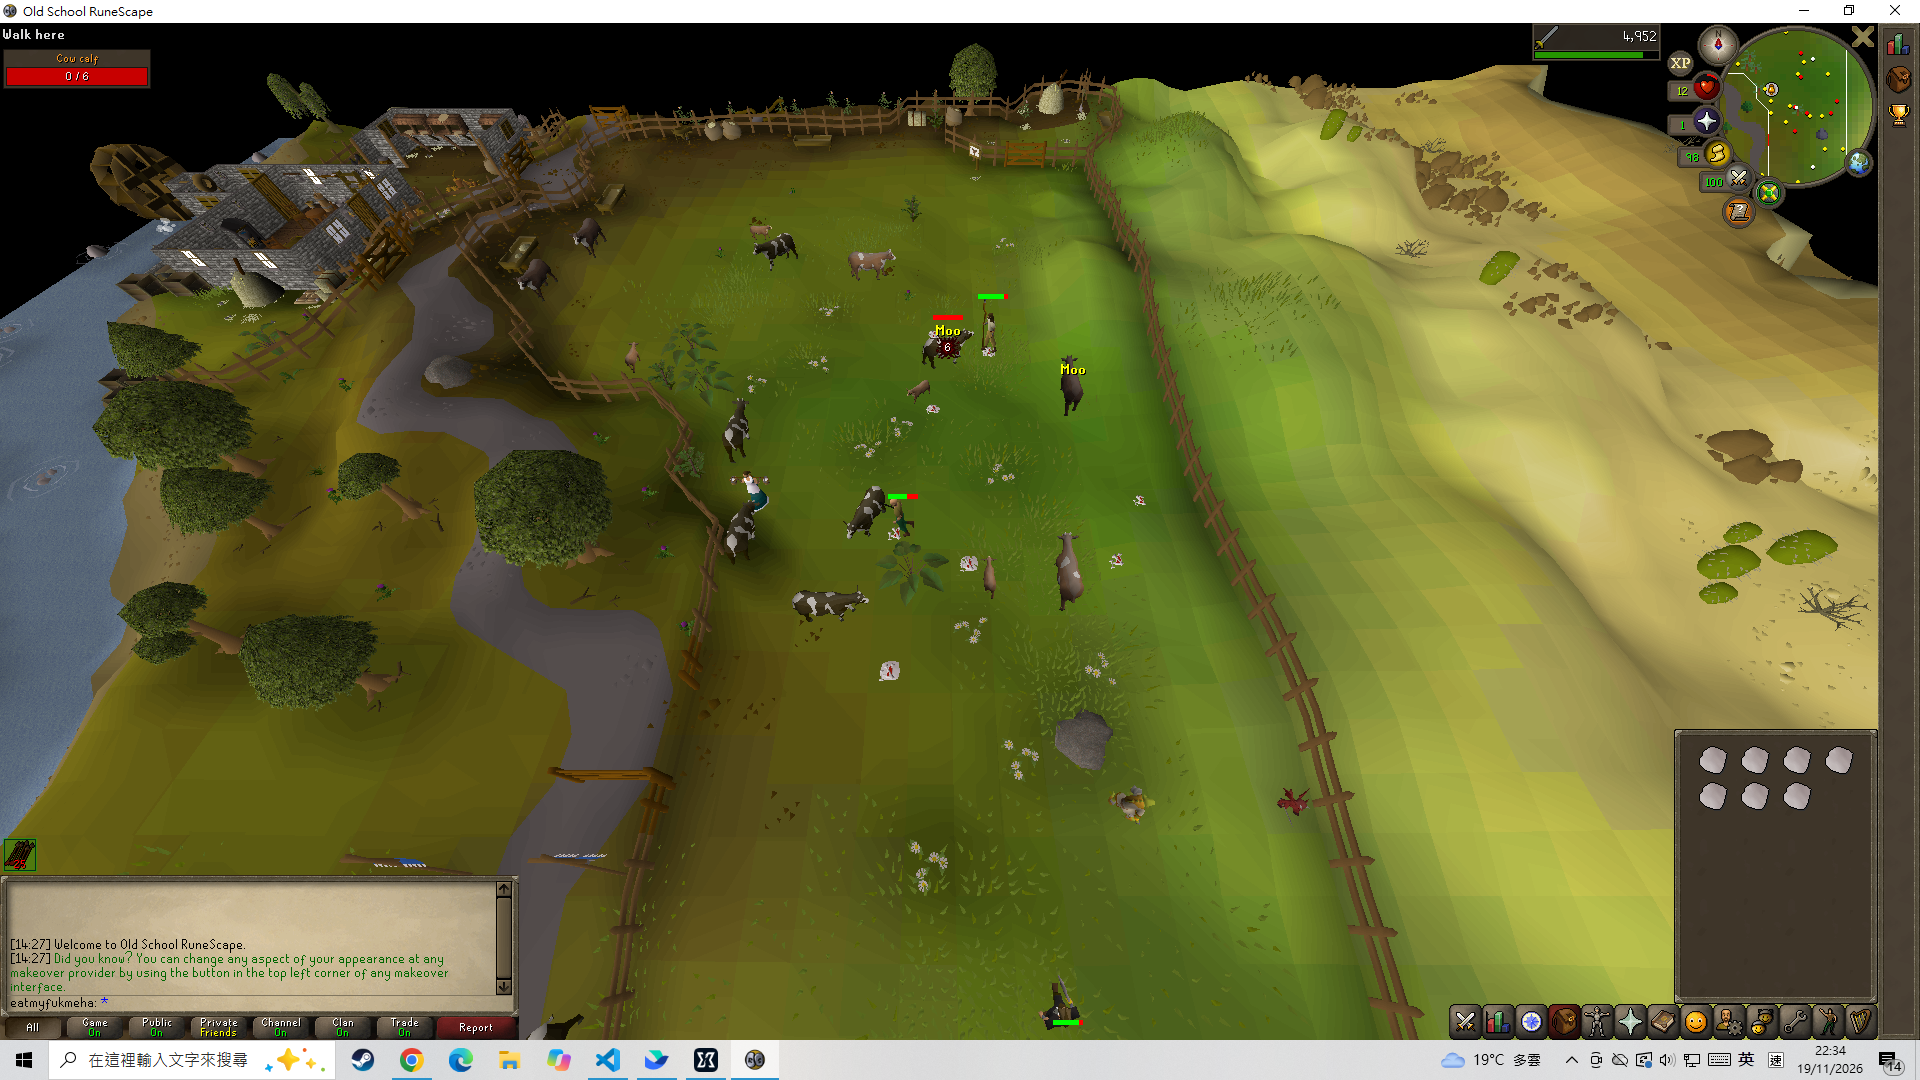 Old School RuneScape
Walk here
Cow calf
0 / 6
4,952
N
XP
12
1
98
100
Moo
6
Moo
23
[14:27] Welcome to Old School RuneScape.
[14:27] Did you know? You can change any aspect of your appearance at any
makeover provider by using the button in the top left corner of any makeover
interface.
eatmyfukmeha: *
All
Game
On
Public
On
Private
Friends
Channel
On
Clan
On
Trade
On
Report
在這裡輸入文字來搜尋
19°C 多雲
英
速
22:34
19/11/2026
14